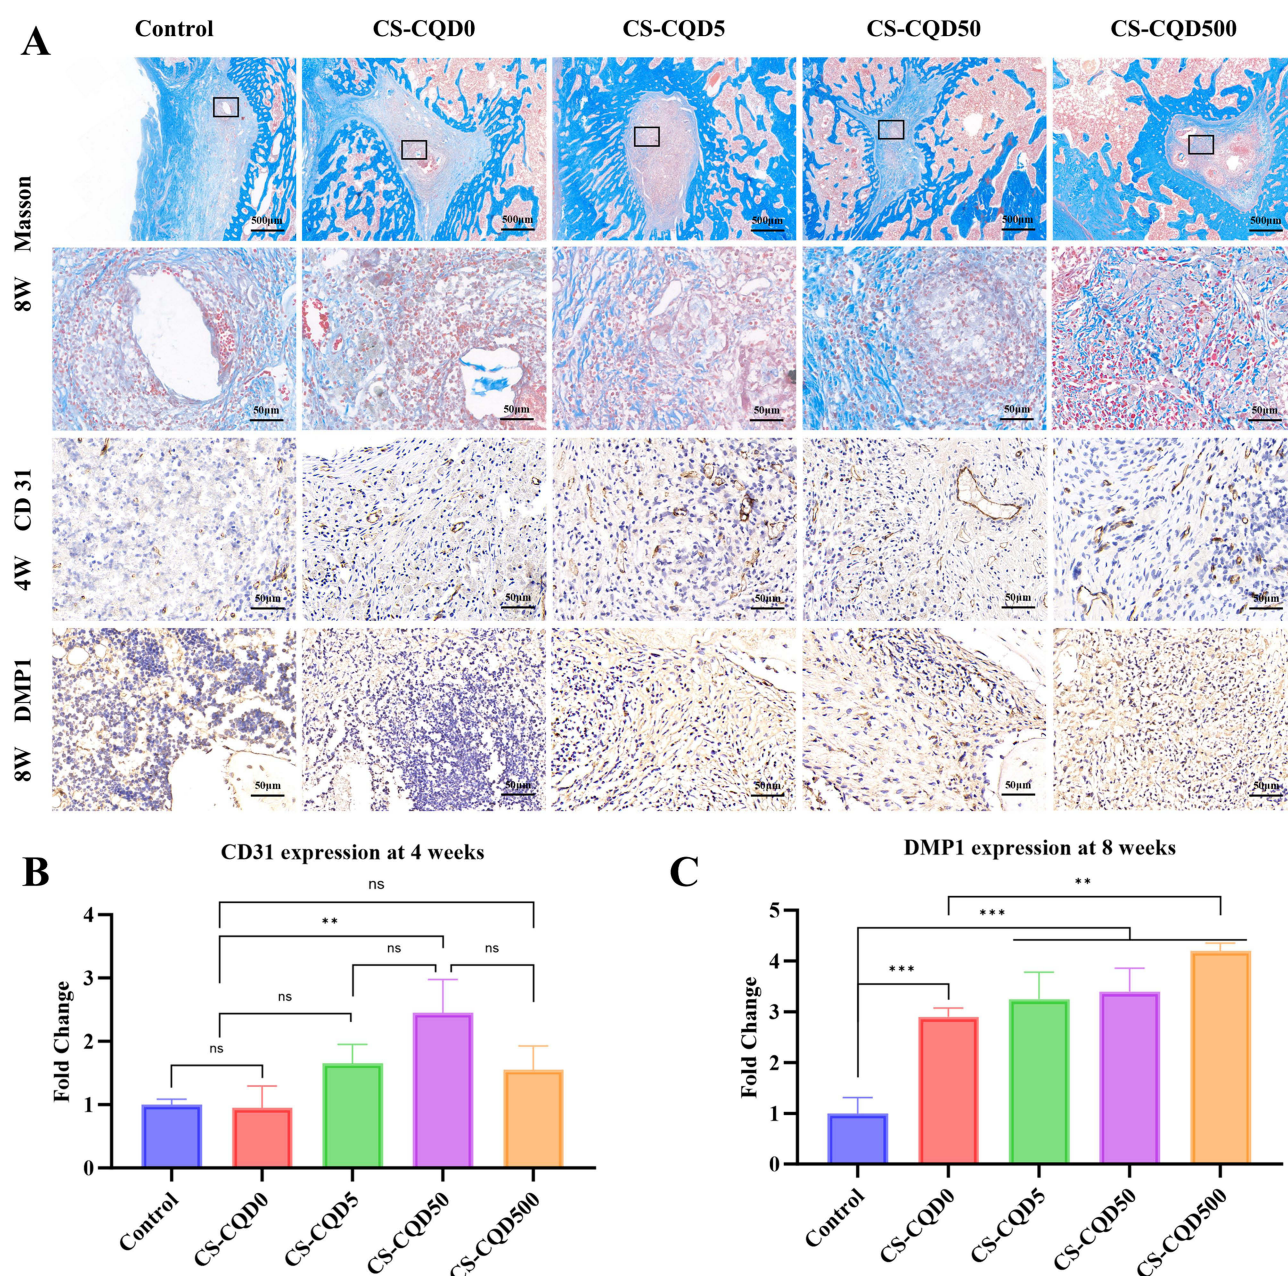 A
Control
CS-CQD0
CS-CQD5
CS-CQD50
CS-CQD500
8W Masson
500μm
500μm
500μm
500μm
500μm
50μm
50μm
50μm
50μm
50μm
4W CD 31
50μm
50μm
50μm
50μm
50μm
8W DMP1
50μm
50μm
50μm
50μm
50μm
B
CD31 expression at 4 weeks
Fold Change
4
3
2
1
0
ns
**
ns
ns
ns
ns
Control
CS-CQD0
CS-CQD5
CS-CQD50
CS-CQD500
C
DMP1 expression at 8 weeks
Fold Change
5
4
3
2
1
0
**
***
***
Control
CS-CQD0
CS-CQD5
CS-CQD50
CS-CQD500